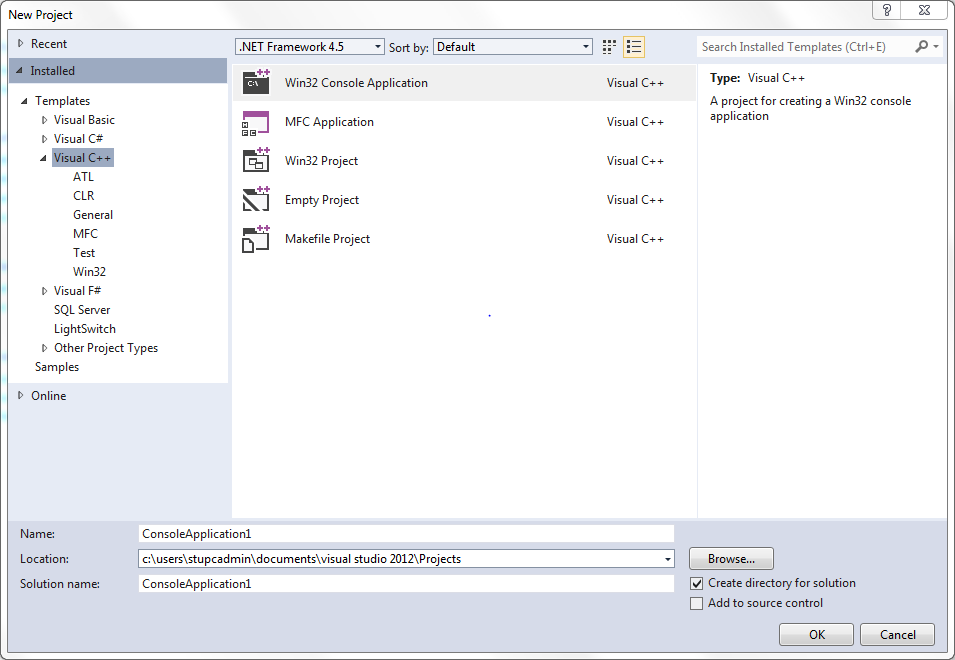 New Project
Recent
Installed
Templates
Visual Basic
Visual C#
Visual C++
ATL
CLR
General
MFC
Test
Win32
Visual F#
SQL Server
LightSwitch
Other Project Types
Samples
Online
.NET Framework 4.5 Sort by: Default
Win32 Console Application Visual C++
MFC Application Visual C++
Win32 Project Visual C++
Empty Project Visual C++
Makefile Project Visual C++
Search Installed Templates (Ctrl+E)
Type: Visual C++
A project for creating a Win32 console
application
Name: ConsoleApplication1
Location: c:\users\stupcadmin\documents\visual studio 2012\Projects Browse...
Solution name: ConsoleApplication1 Create directory for solution
Add to source control
OK Cancel